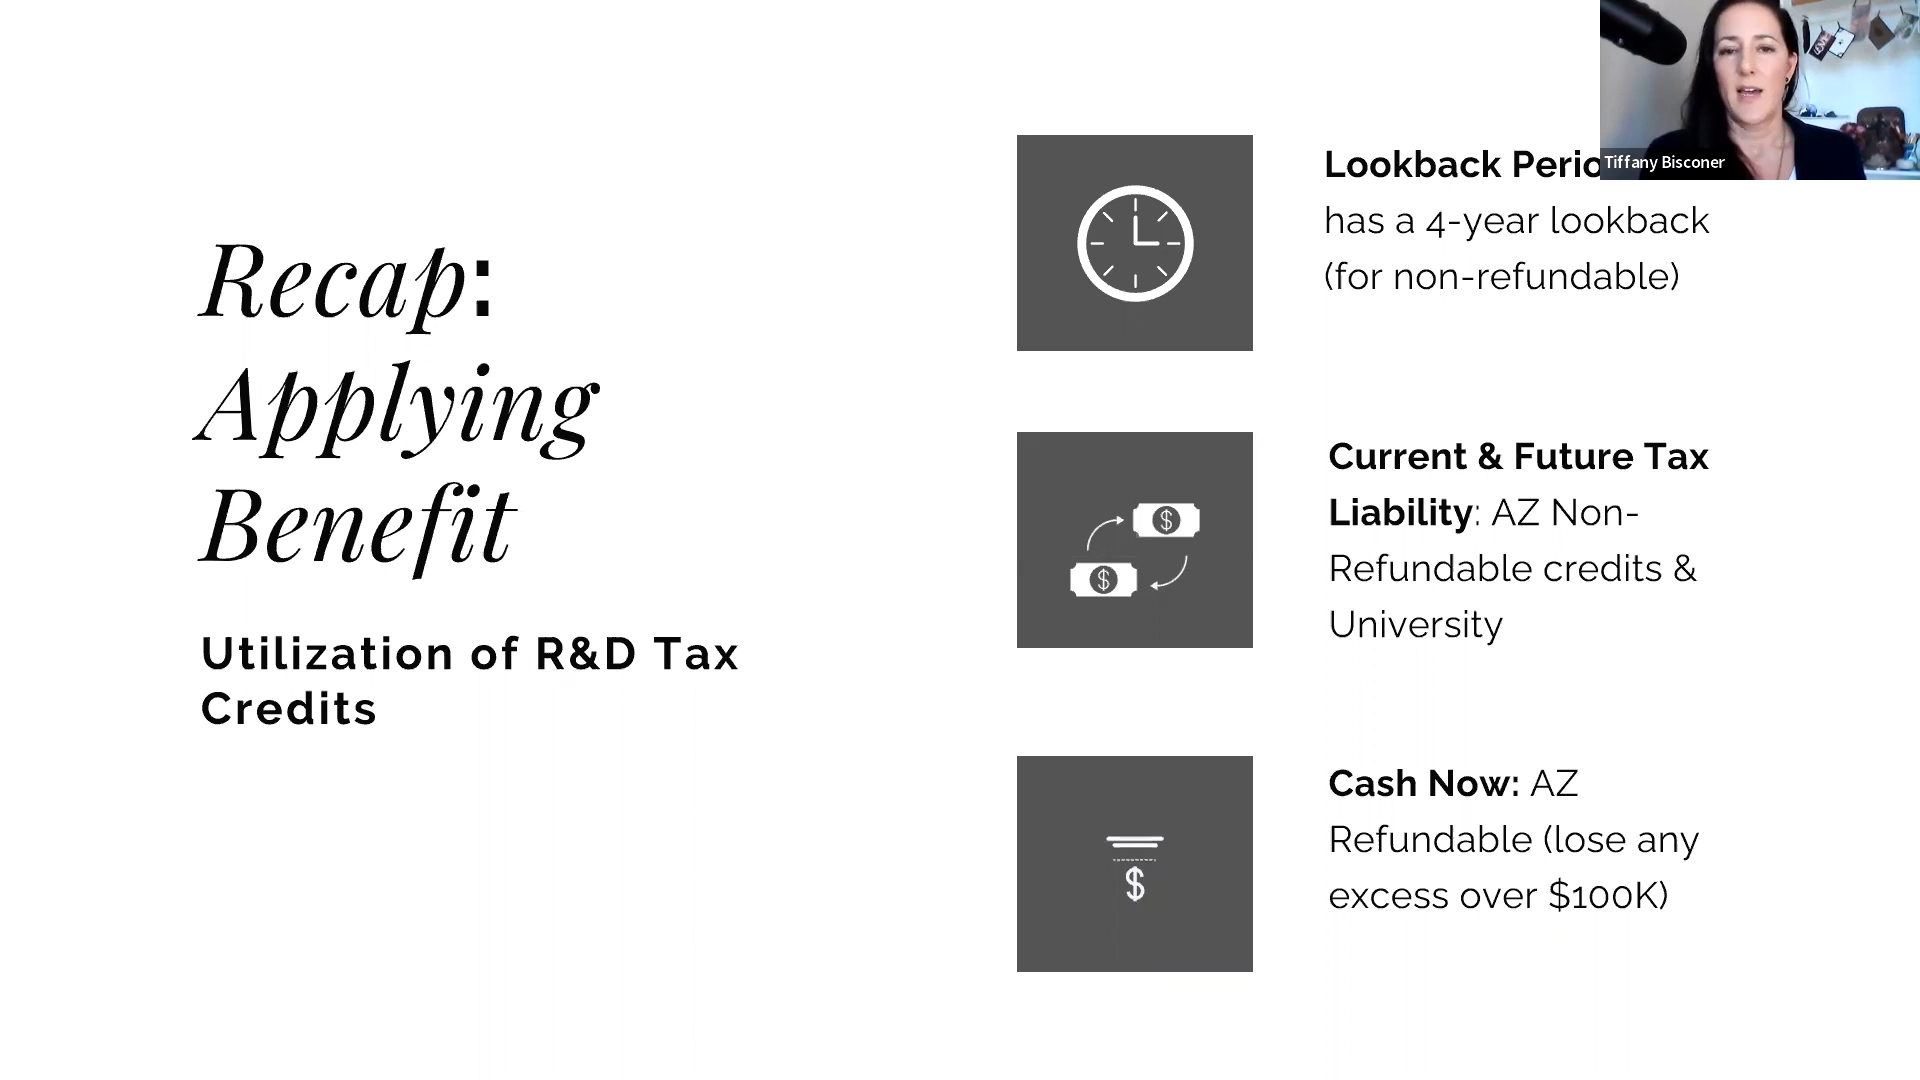 Recap:
Applying
Benefit
Utilization of R&D Tax
Credits
Lookback
has a 4-year lookback
(for non-refundable)
Current & Future Tax
Liability: AZ Non-
Refundable credits &
University
Cash Now: AZ
Refundable (lose any
excess over $100K)
Tiffany Bisconer